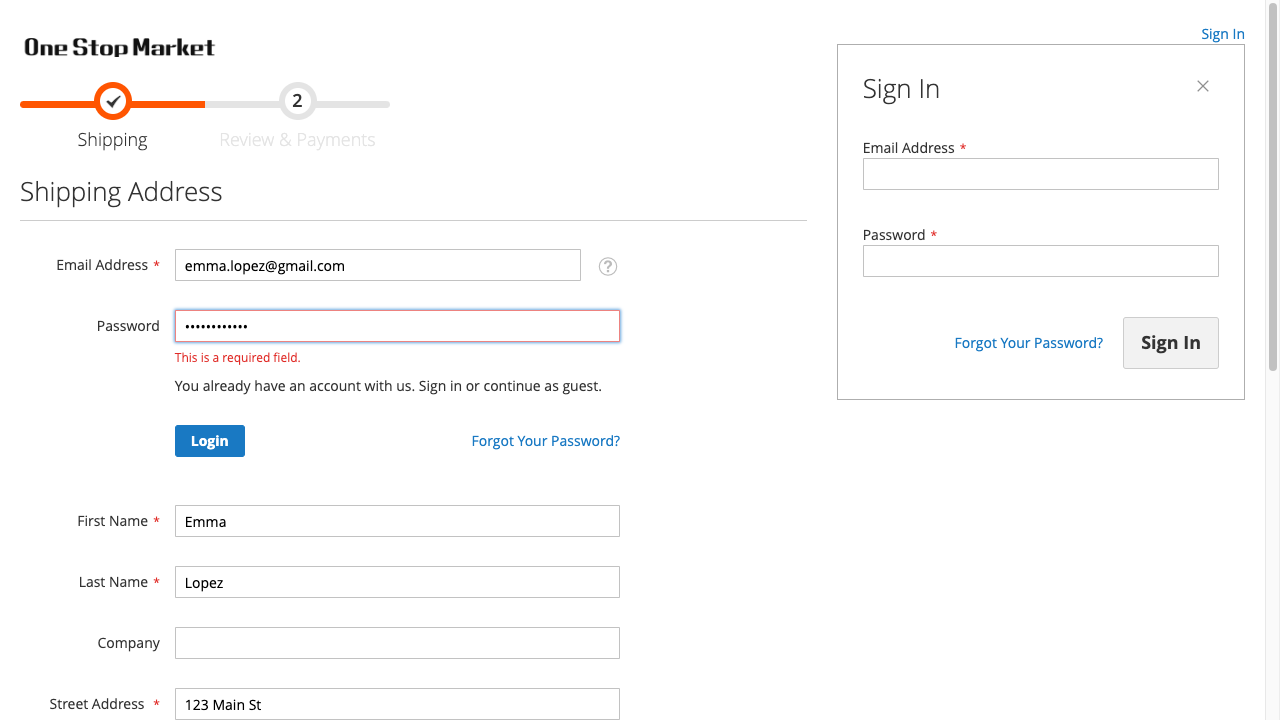 One Stop Market
Sign In
Shipping
2
Review & Payments
Shipping Address
Email Address *
emma.lopez@gmail.com
?
Password
••••••••••••
This is a required field.
You already have an account with us. Sign in or continue as guest.
Login
Forgot Your Password?
First Name *
Emma
Last Name *
Lopez
Company
Street Address *
123 Main St
Sign In
Email Address *
Password *
Forgot Your Password?
Sign In